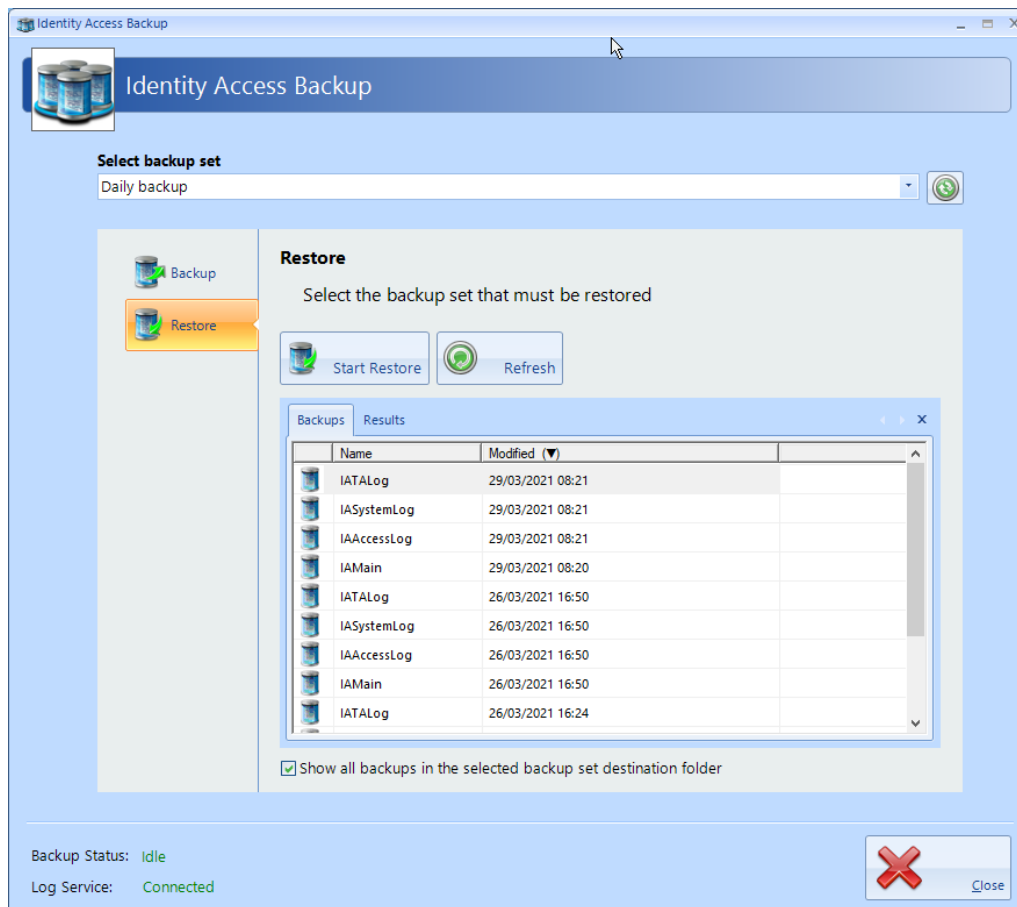 Identity Access Backup
Identity Access Backup
Select backup set
Daily backup
Backup
Restore
Restore
Select the backup set that must be restored
Start Restore
Refresh
Backups Results
Name Modified (▼)
IATALog 29/03/2021 08:21
IASystemLog 29/03/2021 08:21
IAAccessLog 29/03/2021 08:21
IAMain 29/03/2021 08:20
IATALog 26/03/2021 16:50
IASystemLog 26/03/2021 16:50
IAAccessLog 26/03/2021 16:50
IAMain 26/03/2021 16:50
IATALog 26/03/2021 16:24
Show all backups in the selected backup set destination folder
Backup Status: Idle
Log Service: Connected
Close